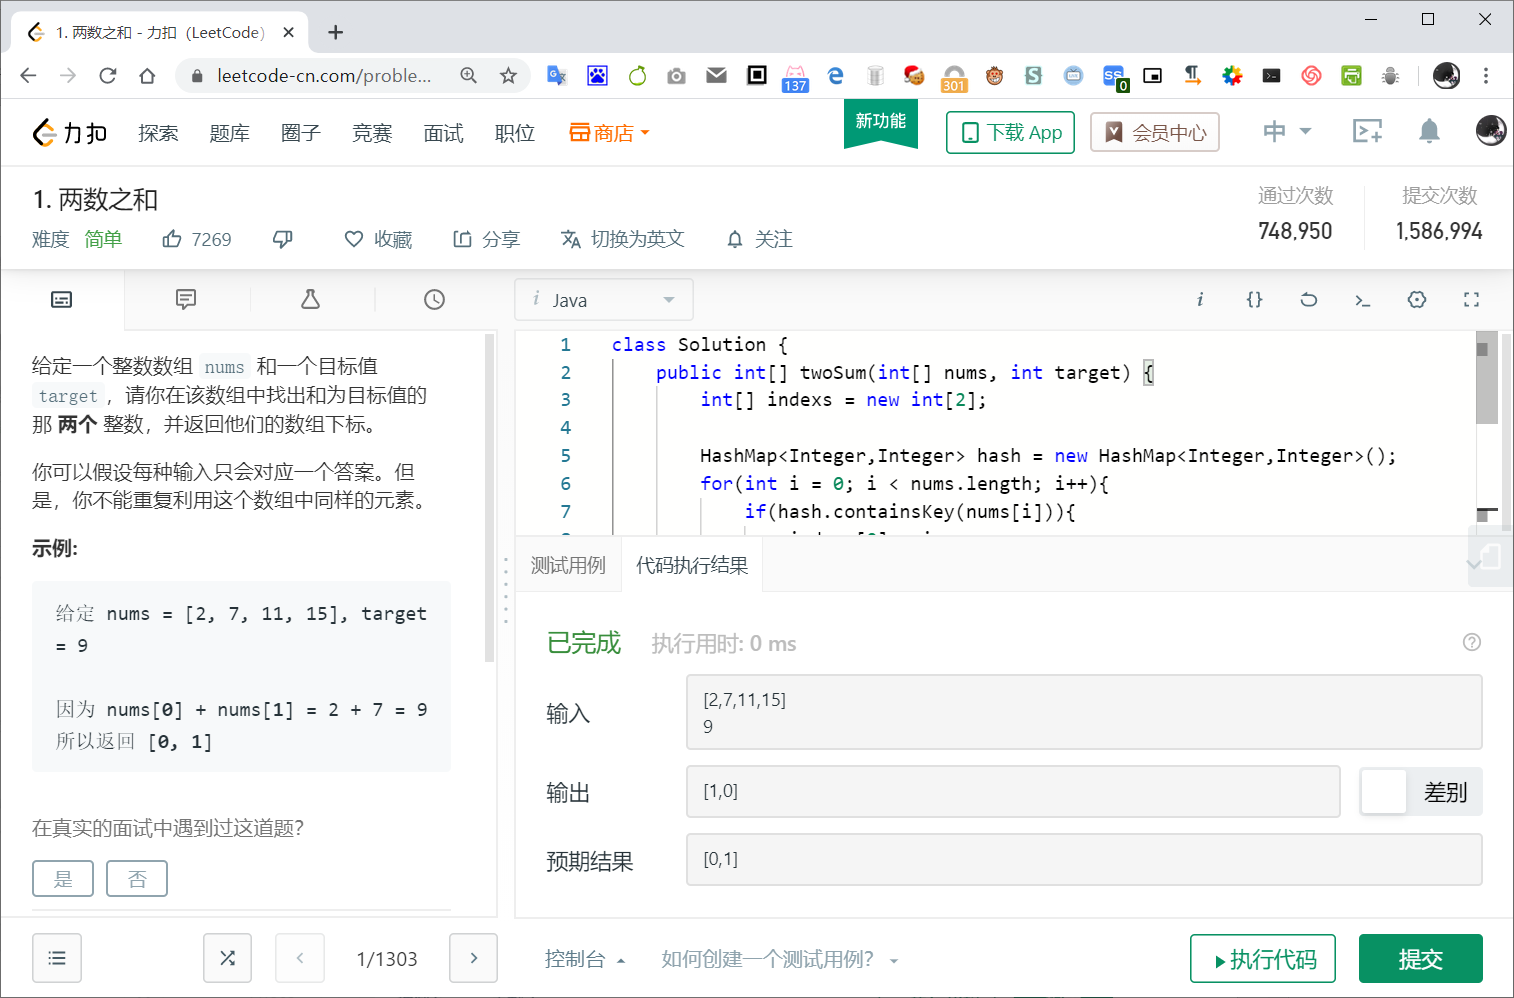 1. 两数之和 - 力扣（LeetCode）
leetcode-cn.com/proble...
137
301
0
力扣
探索
题库
圈子
竞赛
面试
职位
商店
新功能
下载 App
会员中心
中
1. 两数之和
难度 简单
7269
收藏
分享
切换为英文
关注
通过次数
748,950
提交次数
1,586,994
给定一个整数数组 nums 和一个目标值
target ，请你在该数组中找出和为目标值的
那 两个 整数，并返回他们的数组下标。
你可以假设每种输入只会对应一个答案。但
是，你不能重复利用这个数组中同样的元素。
示例:
给定 nums = [2, 7, 11, 15], target
= 9
因为 nums[0] + nums[1] = 2 + 7 = 9
所以返回 [0, 1]
在真实的面试中遇到过这道题？
是
否
1/1303
i Java
1 class Solution {
2 public int[] twoSum(int[] nums, int target) {
3 int[] indexs = new int[2];
4
5 HashMap<Integer,Integer> hash = new HashMap<Integer,Integer>();
6 for(int i = 0; i < nums.length; i++){
7 if(hash.containsKey(nums[i])){
测试用例
代码执行结果
已完成
执行用时: 0 ms
输入
[2,7,11,15]
9
输出
[1,0]
差别
预期结果
[0,1]
控制台
如何创建一个测试用例？
执行代码
提交